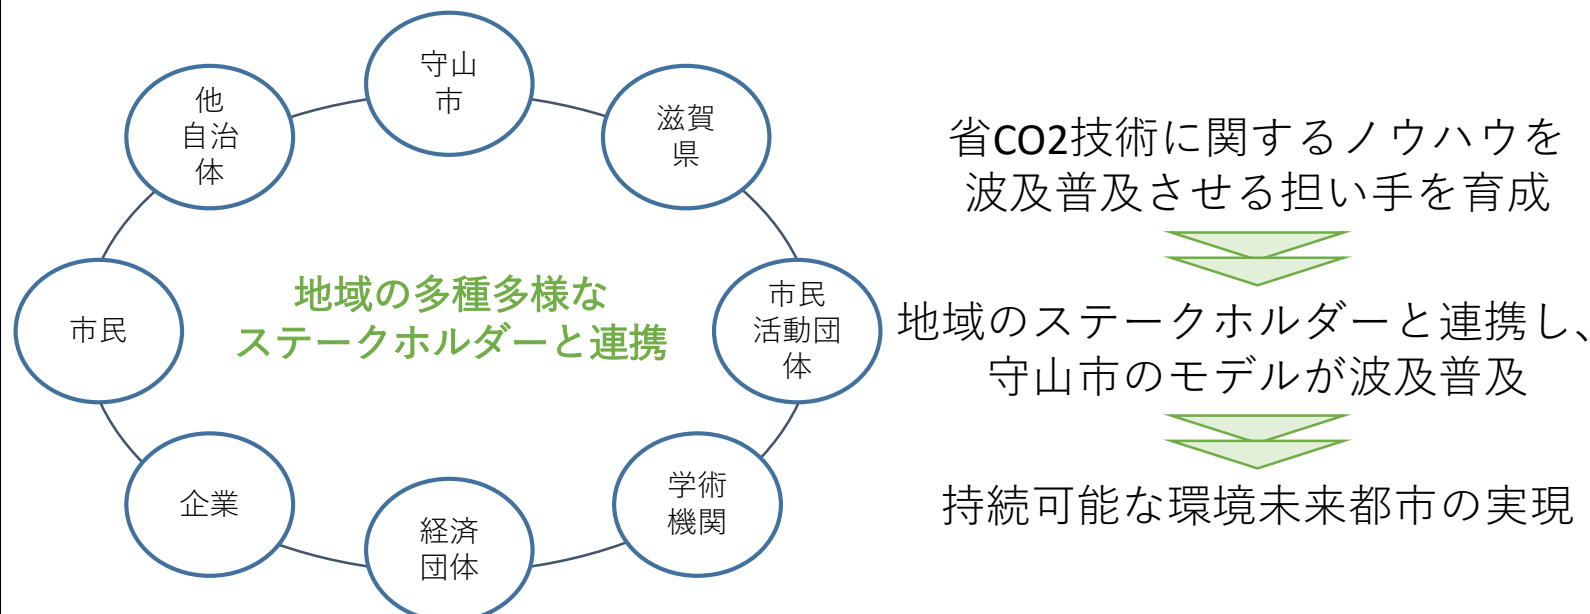 守山
市
滋賀
県
市民
活動団
体
学術
機関
経済
団体
企業
市民
他
自治
体
地域の多種多様な
ステークホルダーと連携
省CO2技術に関するノウハウを
波及普及させる担い手を育成
地域のステークホルダーと連携し、
守山市のモデルが波及普及
持続可能な環境未来都市の実現